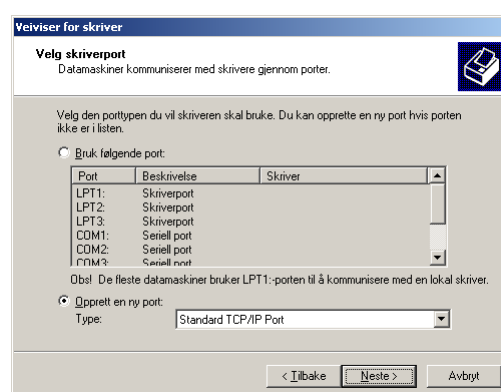 Veiviser for skriver
Velg skriverport
Datamaskiner kommuniserer med skrivere gjennom porter.
Velg den porttypen du vil skriveren skal bruke. Du kan opprette en ny port hvis porten
ikke er i listen.
Bruk følgende port:
Port Beskrivelse Skriver
LPT1: Skriverport
LPT2: Skriverport
LPT3: Skriverport
COM1: Seriell port
COM2: Seriell port
COM3: Seriell port
Obs! De fleste datamaskiner bruker LPT1:-porten til å kommunisere med en lokal skriver.
Opprett en ny port:
Type: Standard TCP/IP Port
< Tilbake Neste > Avbryt